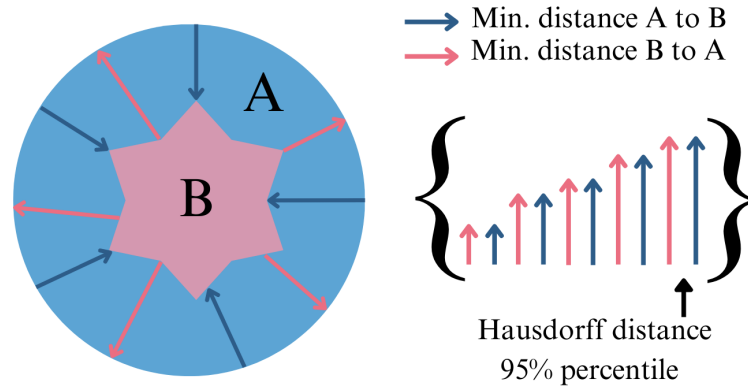 A
B
Min. distance A to B
Min. distance B to A
Hausdorff distance
95% percentile